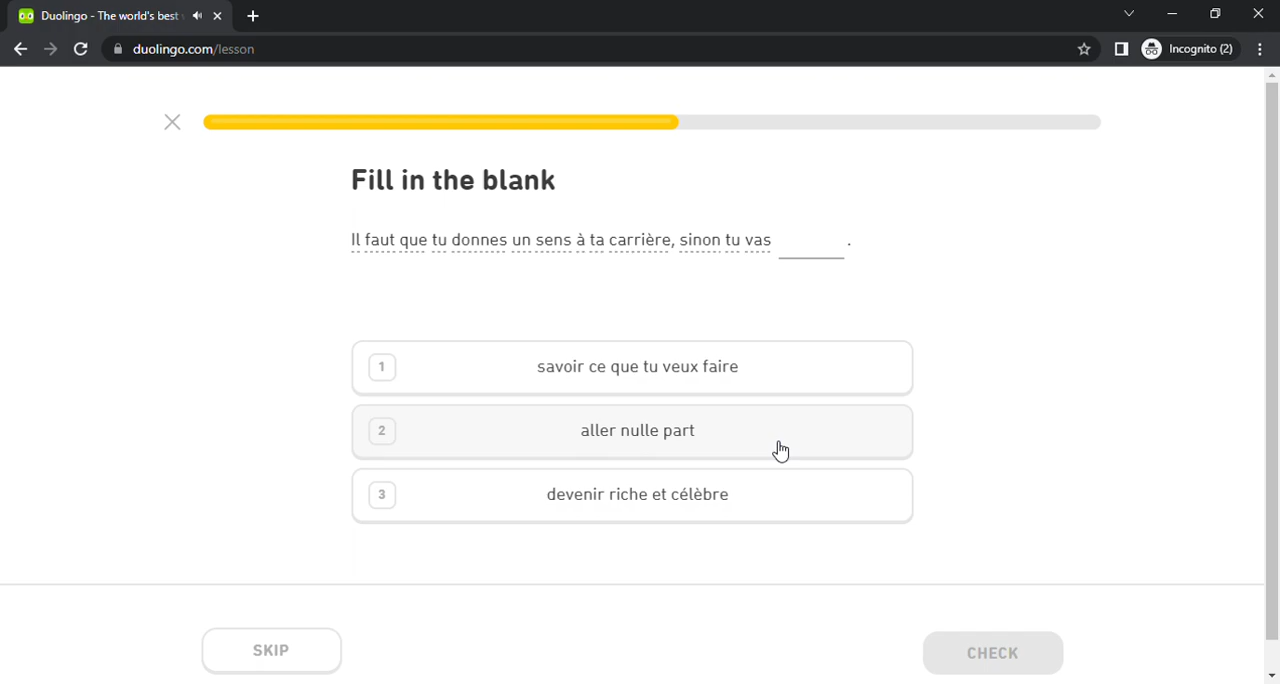 Duolingo - The world's best
duolingo.com/lesson
Incognito (2)
Fill in the blank
Il faut que tu donnes un sens à ta carrière, sinon tu vas ______ .
1 savoir ce que tu veux faire
2 aller nulle part
3 devenir riche et célèbre
SKIP
CHECK